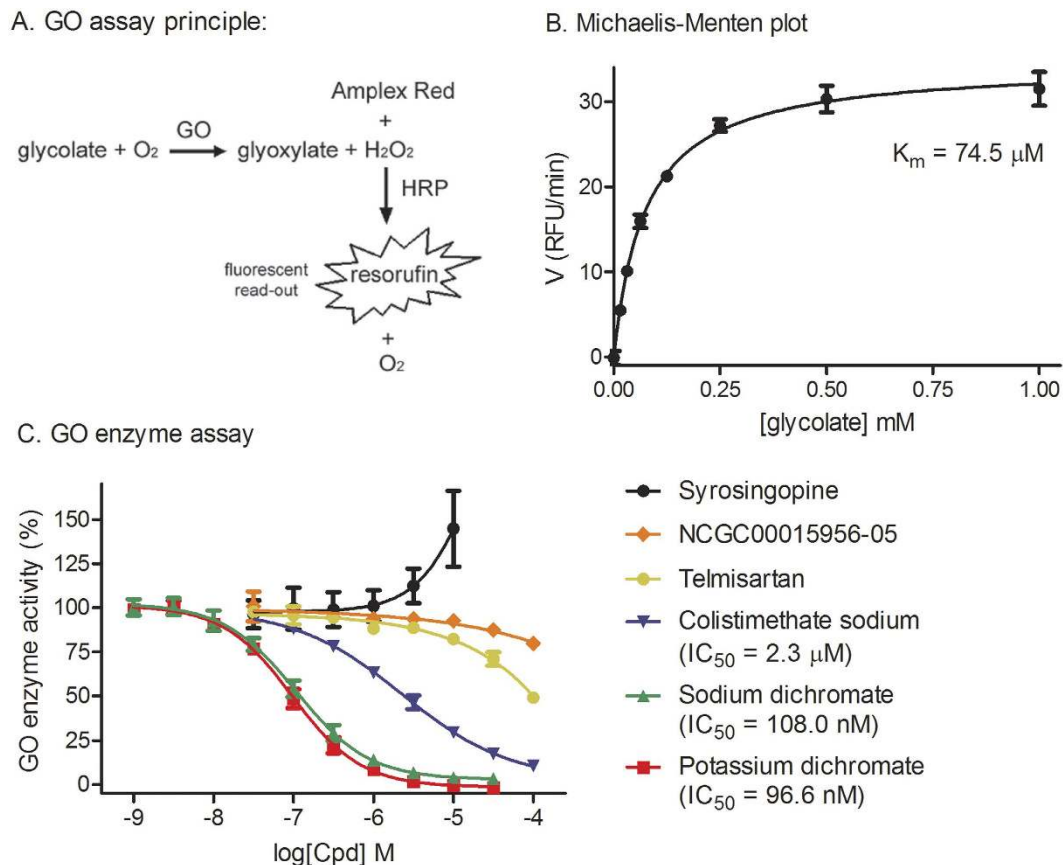 A. GO assay principle:
Amplex Red
+
GO
glycolate + O₂
glyoxylate + H₂O₂
HRP
fluorescent
read-out
resorufin
+
O₂
B. Michaelis-Menten plot
V (RFU/min)
30
20
10
0
Kₘ = 74.5 μM
0.00 0.25 0.50 0.75 1.00
[glycolate] mM
C. GO enzyme assay
GO enzyme activity (%)
150
125
100
75
50
25
0
-9 -8 -7 -6 -5 -4
log[Cpd] M
Syrosingopine
NCGC00015956-05
Telmisartan
Colistimethate sodium
(IC₅₀ = 2.3 μM)
Sodium dichromate
(IC₅₀ = 108.0 nM)
Potassium dichromate
(IC₅₀ = 96.6 nM)